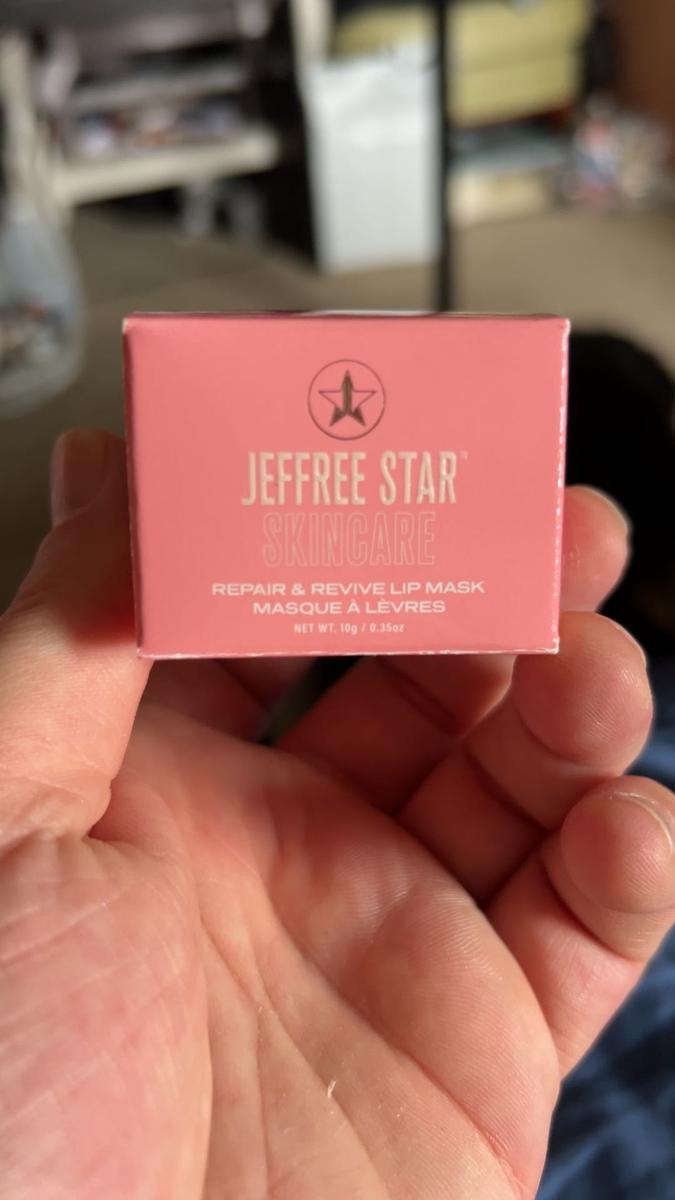 JEFFREE STAR™
SKINCARE
REPAIR & REVIVE LIP MASK
MASQUE À LÈVRES
NET WT. 10g / 0.35oz